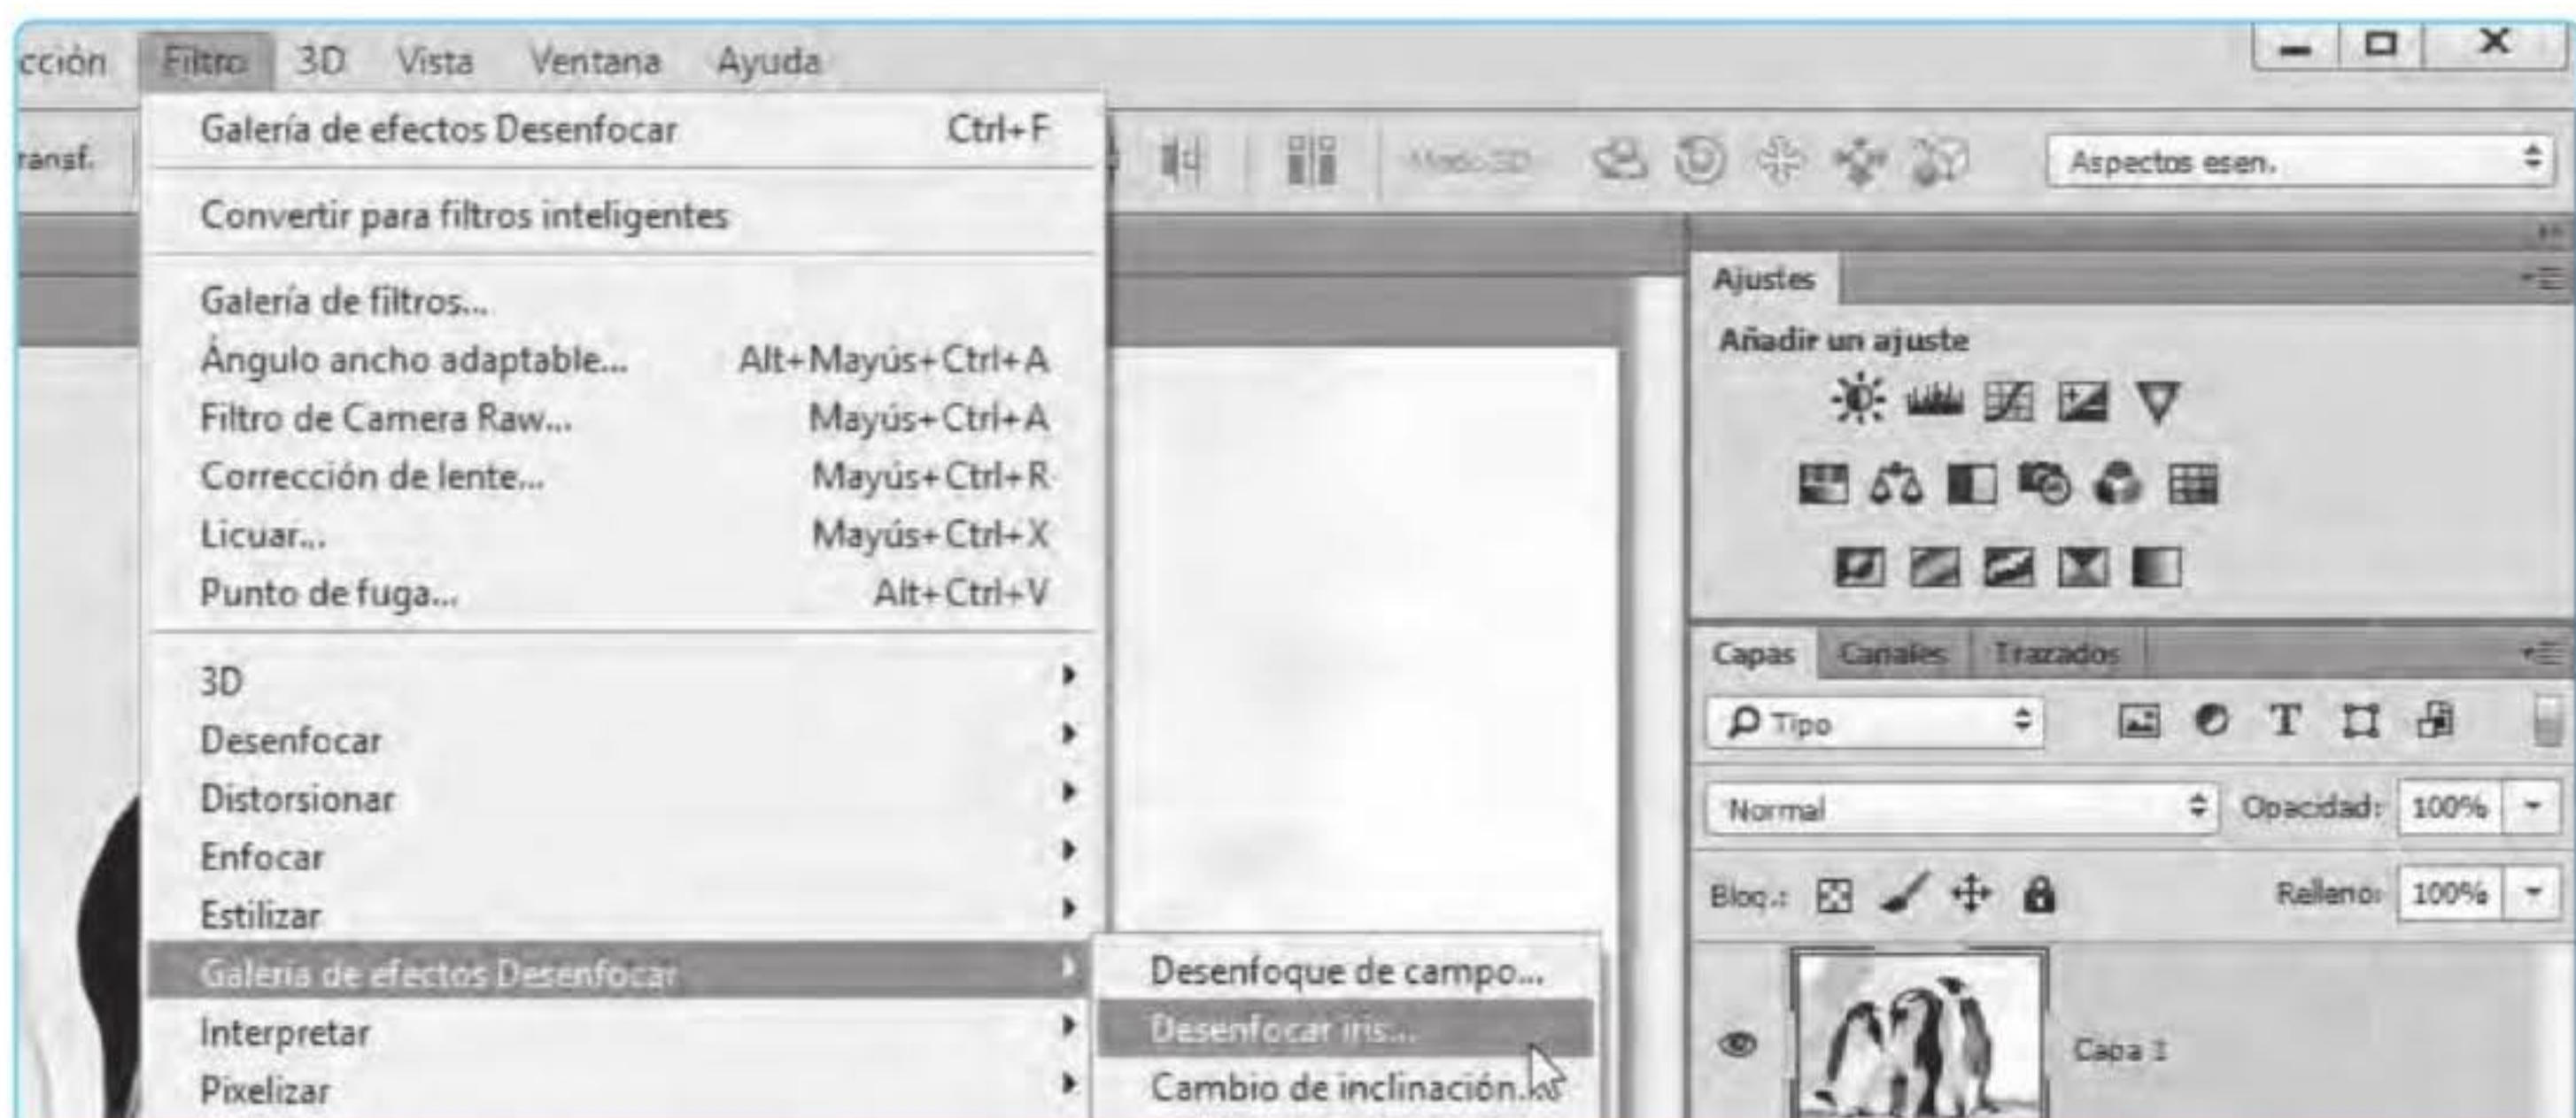 cción Filtro 3D Vista Ventana Ayuda
Galería de efectos Desenfocar Ctrl+F
ransf.
Modo 3D
Aspectos esen.
Convertir para filtros inteligentes
Galería de filtros...
Ángulo ancho adaptable... Alt+Mayús+Ctrl+A
Filtro de Camera Raw... Mayús+Ctrl+A
Corrección de lente... Mayús+Ctrl+R
Licuar... Mayús+Ctrl+X
Punto de fuga... Alt+Ctrl+V
3D
Desenfocar
Distorsionar
Enfocar
Estilizar
Galería de efectos Desenfocar
Interpretar
Pixelizar
Desenfoque de campo...
Desenfocar iris...
Cambio de inclinación...
Ajustes
Añadir un ajuste
Capas Canales Trazados
Tipo
Normal Opacidad: 100%
Bloq.: Relleno: 100%
Capa 1